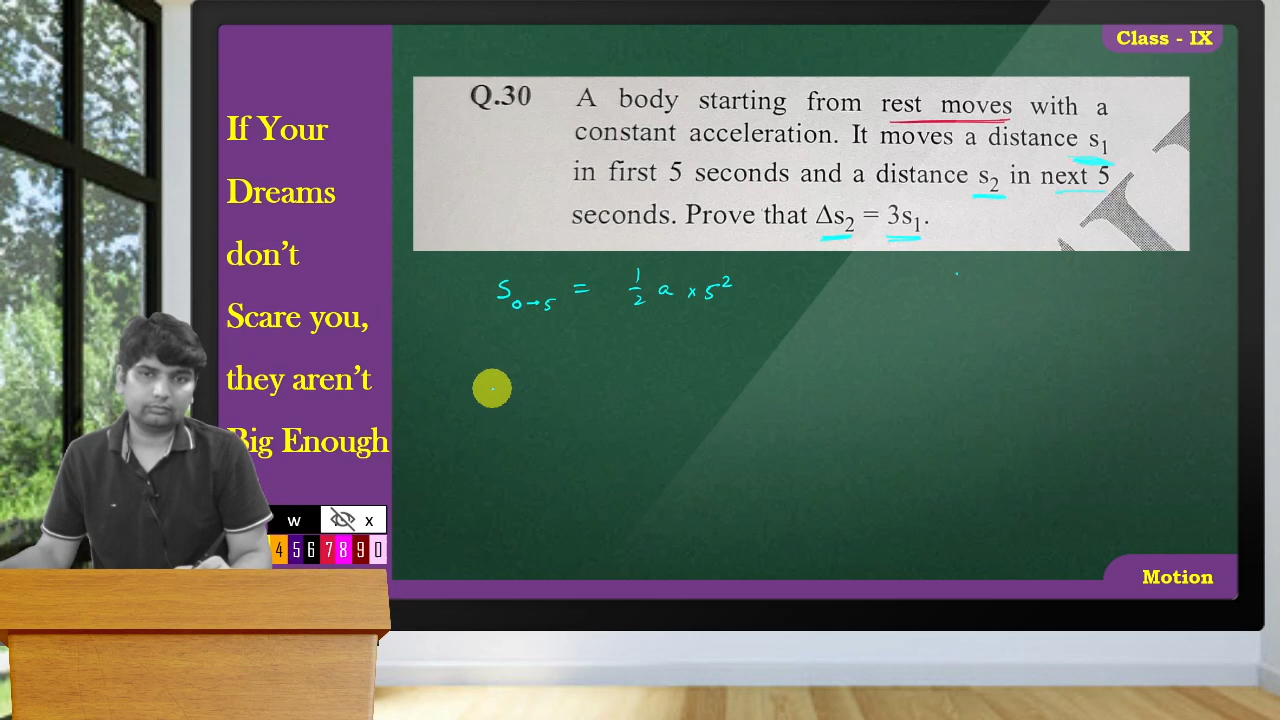 Class - IX
If Your
Dreams
don't
Scare you,
they aren't
Big Enough
Q.30 A body starting from rest moves with a
constant acceleration. It moves a distance s₁
in first 5 seconds and a distance s₂ in next 5
seconds. Prove that Δs₂ = 3s₁.
S₀→₅ = 1/2 a × 5²
w x
4 5 6 7 8 9 0
Motion